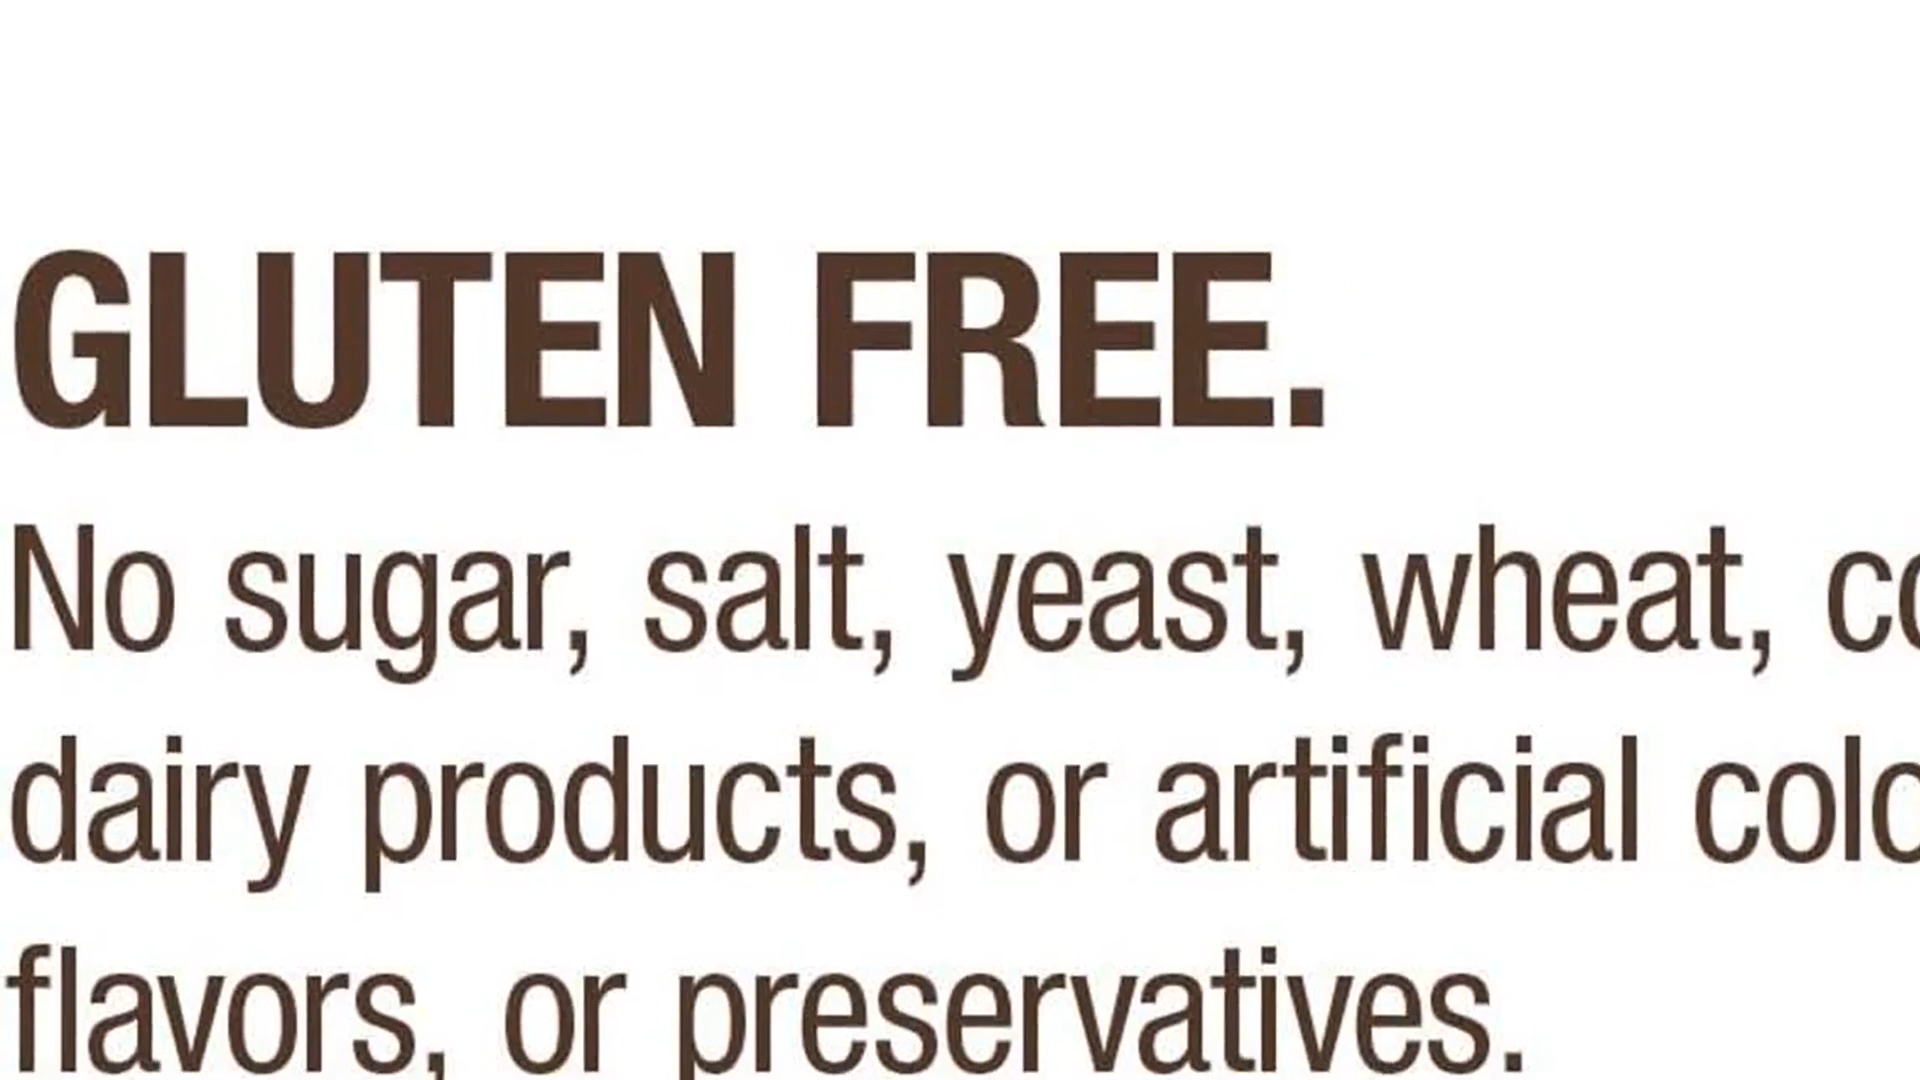 GLUTEN FREE.
No sugar, salt, yeast, wheat,
dairy products, or artificial
flavors, or preservatives.